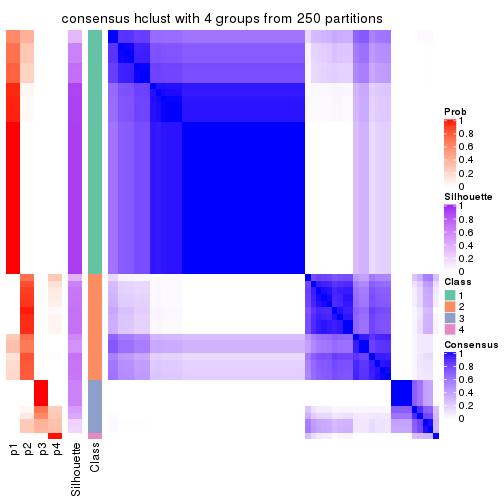 consensus hclust with 4 groups from 250 partitions
Prob
1
0.8
0.6
0.4
0.2
0
Silhouette
1
0.8
0.6
0.4
0.2
0
Class
1
2
3
4
Consensus
1
0.8
0.6
0.4
0.2
0
p1
p2
p3
p4
Silhouette
Class